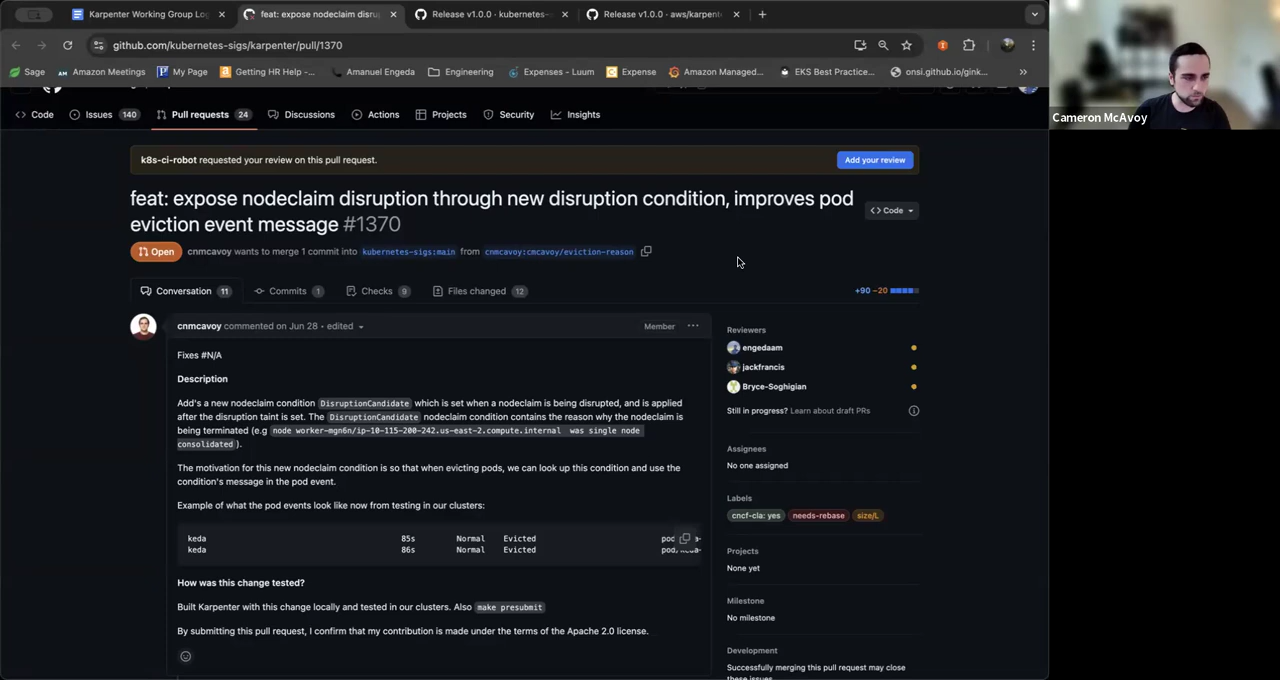 Karpenter Working Group Log
feat: expose nodeclaim disru
Release v1.0.0 · kubernetes-
Release v1.0.0 · aws/karpent
github.com/kubernetes-sigs/karpenter/pull/1370
Sage
Amazon Meetings
My Page
Getting HR Help -...
Amanuel Engeda
Engineering
Expenses - Luum
Expense
Amazon Managed...
EKS Best Practice...
onsi.github.io/gink...
Code
Issues 140
Pull requests 24
Discussions
Actions
Projects
Security
Insights
k8s-ci-robot requested your review on this pull request.
Add your review
feat: expose nodeclaim disruption through new disruption condition, improves pod
eviction event message #1370
Code
Open
cnmcavoy wants to merge 1 commit into kubernetes-sigs:main from cnmcavoy:cmcavoy/eviction-reason
Conversation 11
Commits 1
Checks 9
Files changed 12
+90 −20
cnmcavoy commented on Jun 28 · edited
Member
Fixes #N/A
Description
Add's a new nodeclaim condition DisruptionCandidate which is set when a nodeclaim is being disrupted, and is applied
after the disruption taint is set. The DisruptionCandidate nodeclaim condition contains the reason why the nodeclaim is
being terminated (e.g node worker-mgn6n/ip-10-115-200-242.us-east-2.compute.internal was single node
consolidated ).
The motivation for this new nodeclaim condition is so that when evicting pods, we can look up this condition and use the
condition's message in the pod event.
Example of what the pod events look like now from testing in our clusters:
keda 85s Normal Evicted
keda 86s Normal Evicted
How was this change tested?
Built Karpenter with this change locally and tested in our clusters. Also make presubmit
By submitting this pull request, I confirm that my contribution is made under the terms of the Apache 2.0 license.
Reviewers
engedaam
jackfrancis
Bryce-Soghigian
Still in progress? Learn about draft PRs
Assignees
No one assigned
Labels
cncf-cla: yes
needs-rebase
size/L
Projects
None yet
Milestone
No milestone
Development
Successfully merging this pull request may close
these issues.
Cameron McAvoy